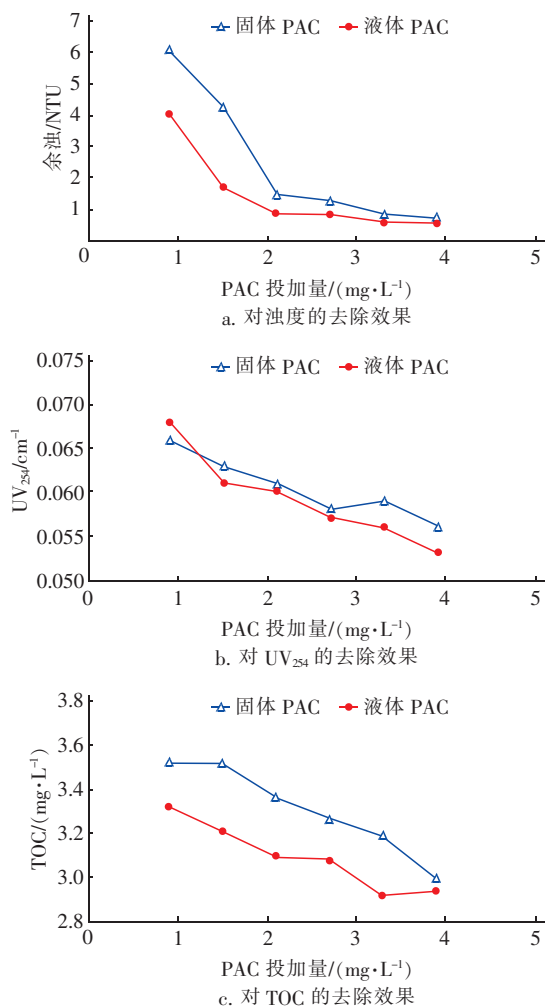 固体 PAC 液体 PAC
余浊/NTU
7
6
5
4
3
2
1
0 1 2 3 4 5
PAC 投加量/(mg·L⁻¹)
a. 对浊度的去除效果
固体 PAC 液体 PAC
UV₂₅₄/cm⁻¹
0.075
0.070
0.065
0.060
0.055
0.050
0 1 2 3 4 5
PAC 投加量/(mg·L⁻¹)
b. 对 UV₂₅₄ 的去除效果
固体 PAC 液体 PAC
TOC/(mg·L⁻¹)
3.8
3.6
3.4
3.2
3.0
2.8
0 1 2 3 4 5
PAC 投加量/(mg·L⁻¹)
c. 对 TOC 的去除效果